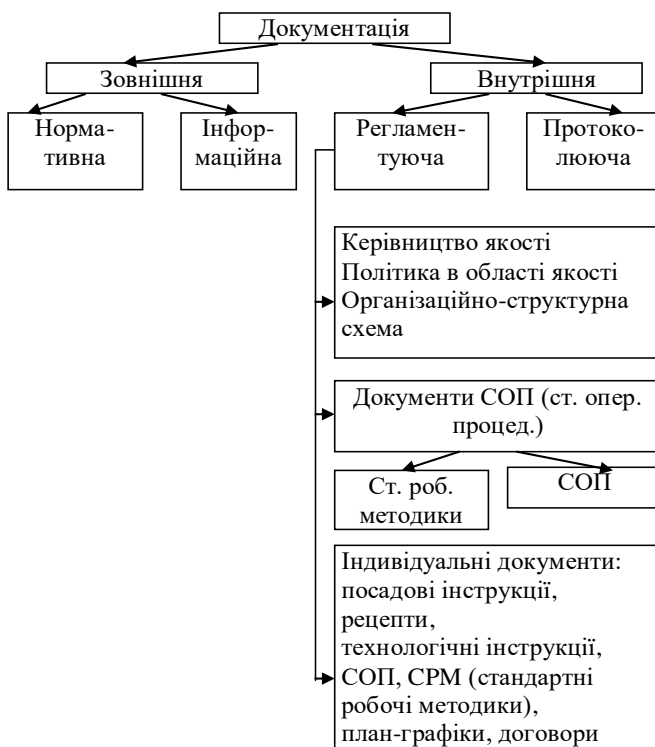 Документація
Зовнішня
Внутрішня
Норма-
тивна
Інфор-
маційна
Регламен-
туюча
Протоко-
лююча
Керівництво якості
Політика в області якості
Організаційно-структурна
схема
Документи СОП (ст. опер.
процед.)
Ст. роб.
методики
СОП
Індивідуальні документи:
посадові інструкції,
рецепти,
технологічні інструкції,
СОП, СРМ (стандартні
робочі методики),
план-графіки, договори